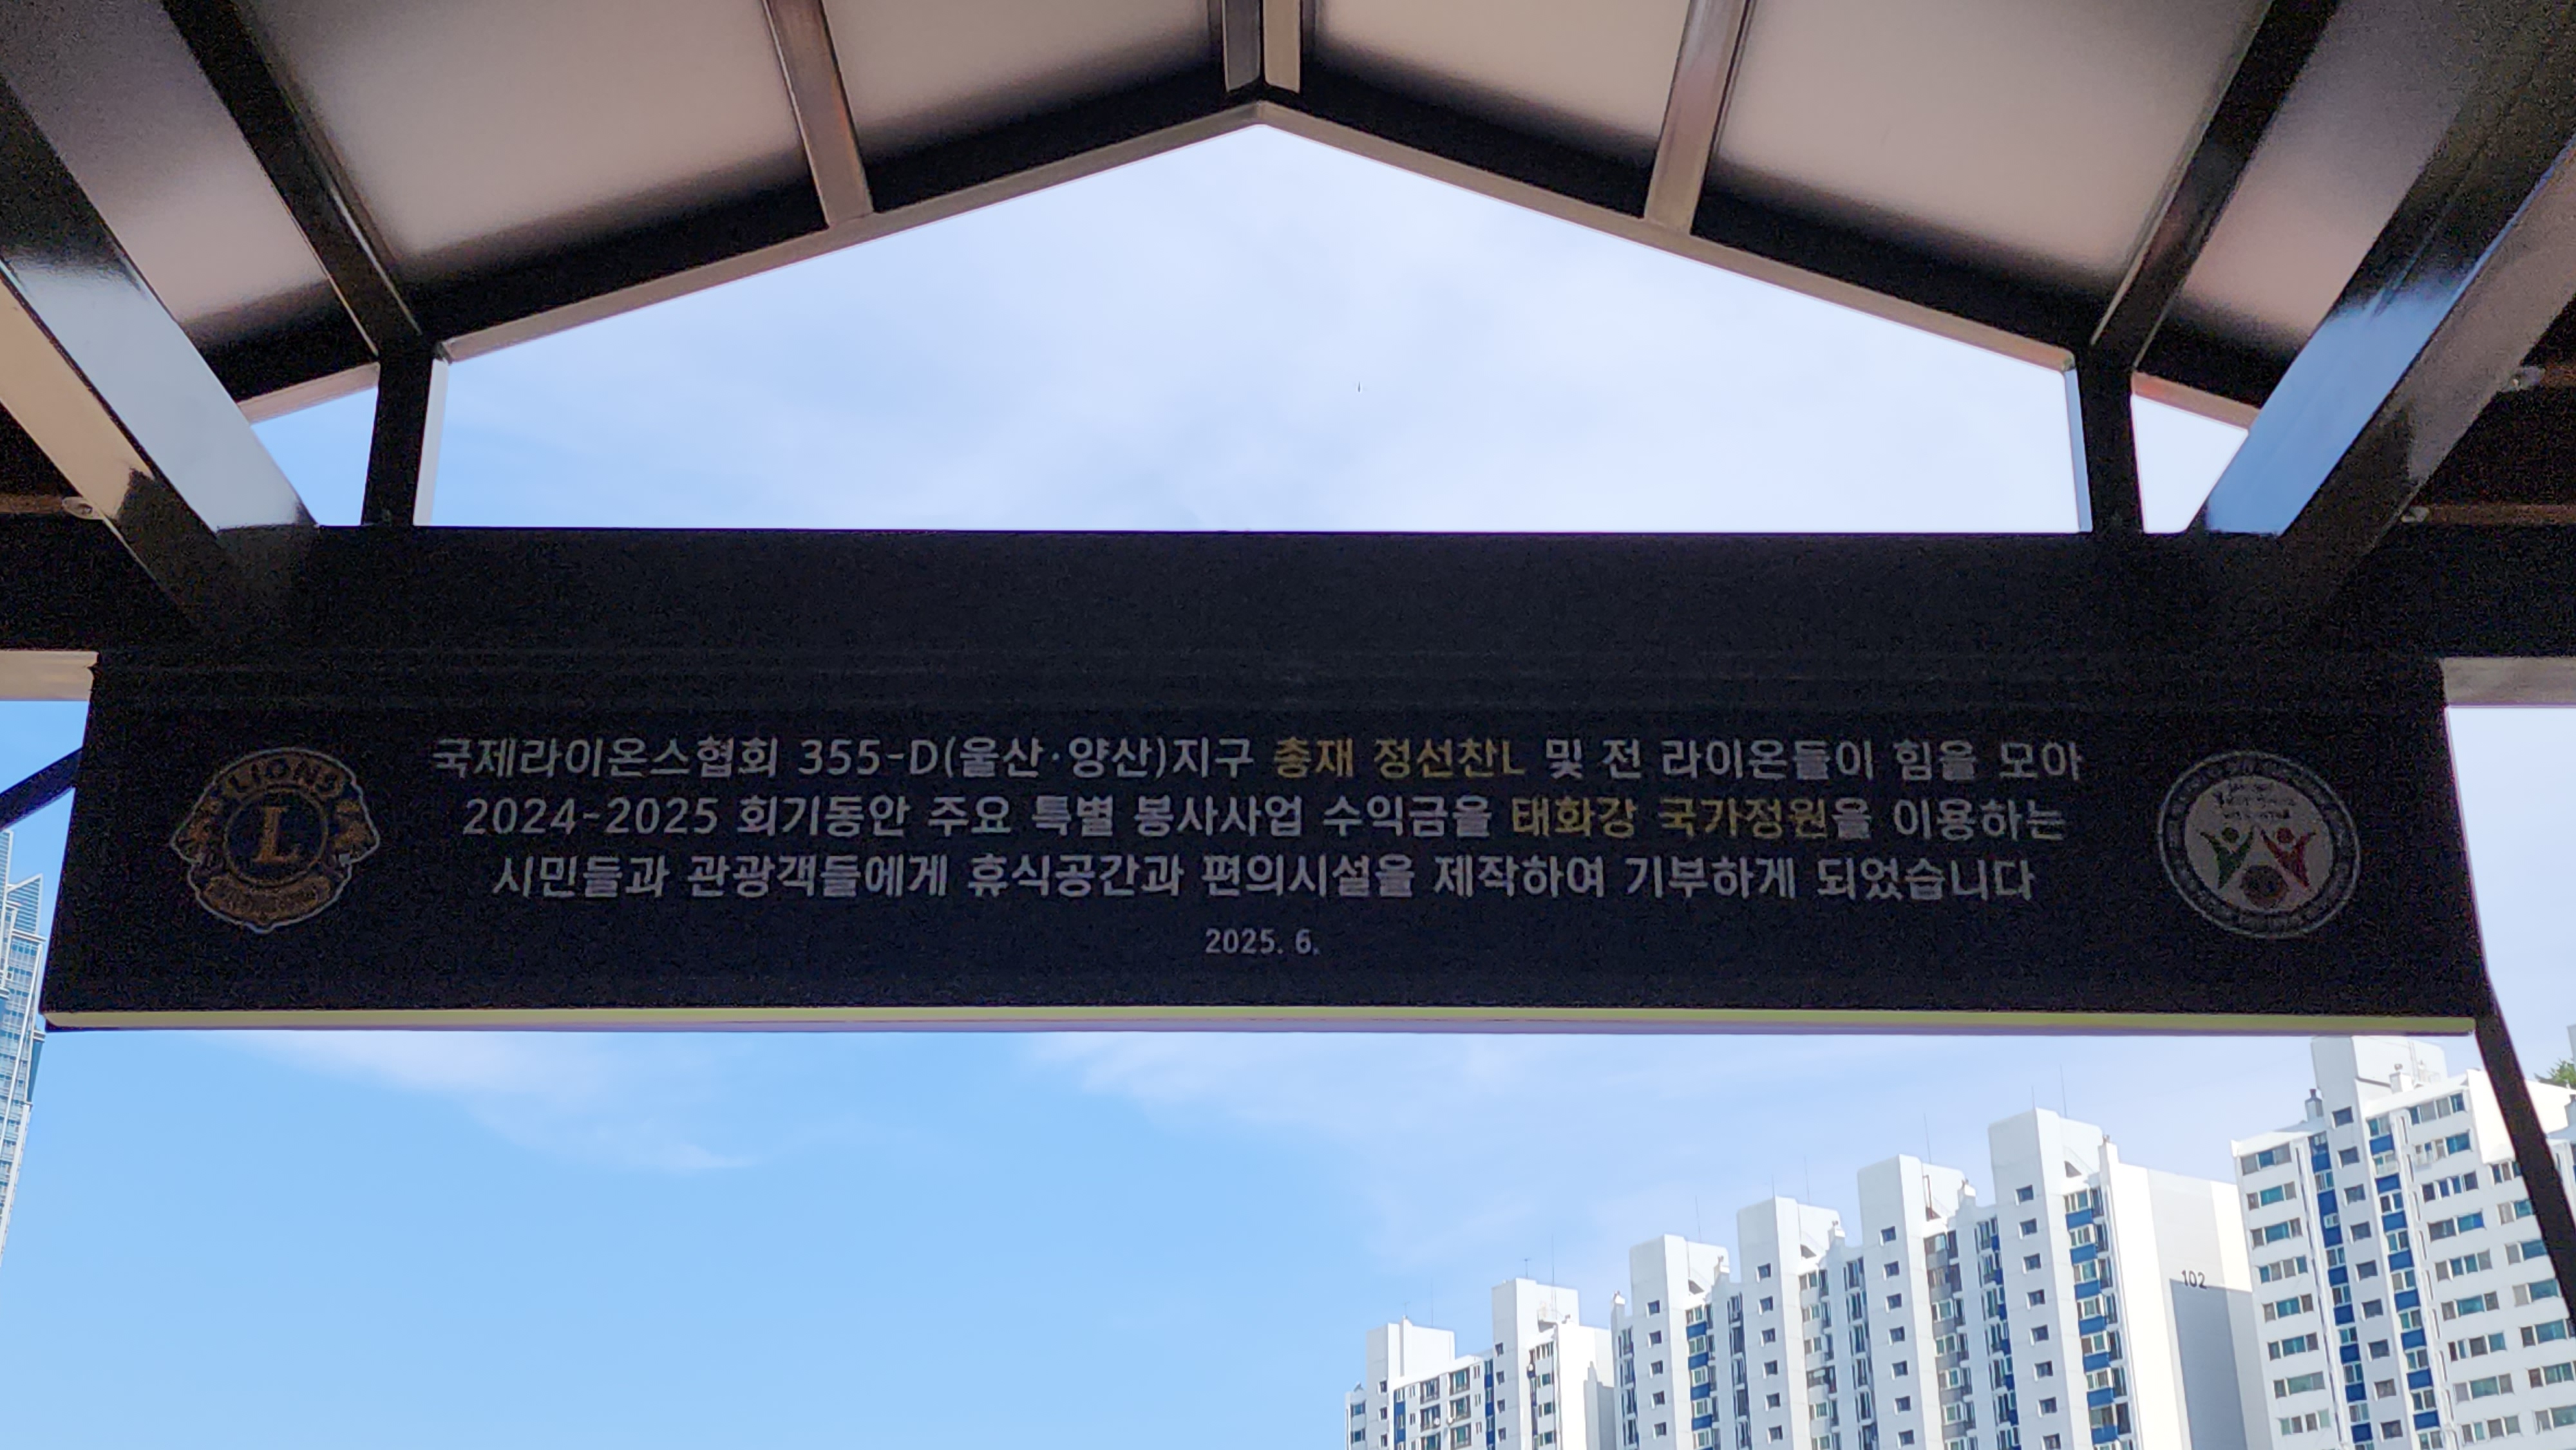 국제라이온스협회 355-D(울산·양산)지구 총재 정선찬L 및 전 라이온들이 힘을 모아
2024-2025 회기동안 주요 특별 봉사사업 수익금을 태화강 국가정원을 이용하는
시민들과 관광객들에게 휴식공간과 편의시설을 제작하여 기부하게 되었습니다
2025. 6.
LIONS
L
102